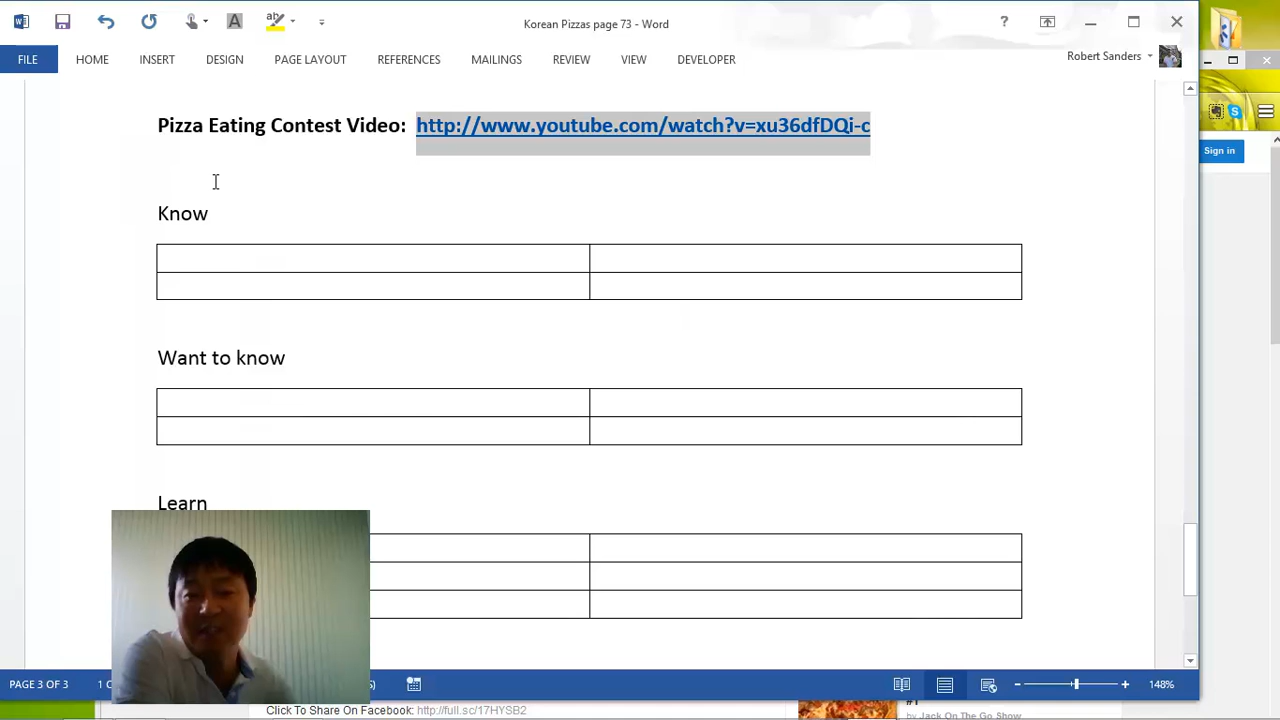 Korean Pizzas page 73 - Word
?
FILE HOME INSERT DESIGN PAGE LAYOUT REFERENCES MAILINGS REVIEW VIEW DEVELOPER Robert Sanders
Sign in
Pizza Eating Contest Video: http://www.youtube.com/watch?v=xu36dfDQi-c
Know
Want to know
Learn
PAGE 3 OF 3 148%
Click To Share On Facebook: http://full.sc/17HYSB2
#1
by Jack On The Go Show